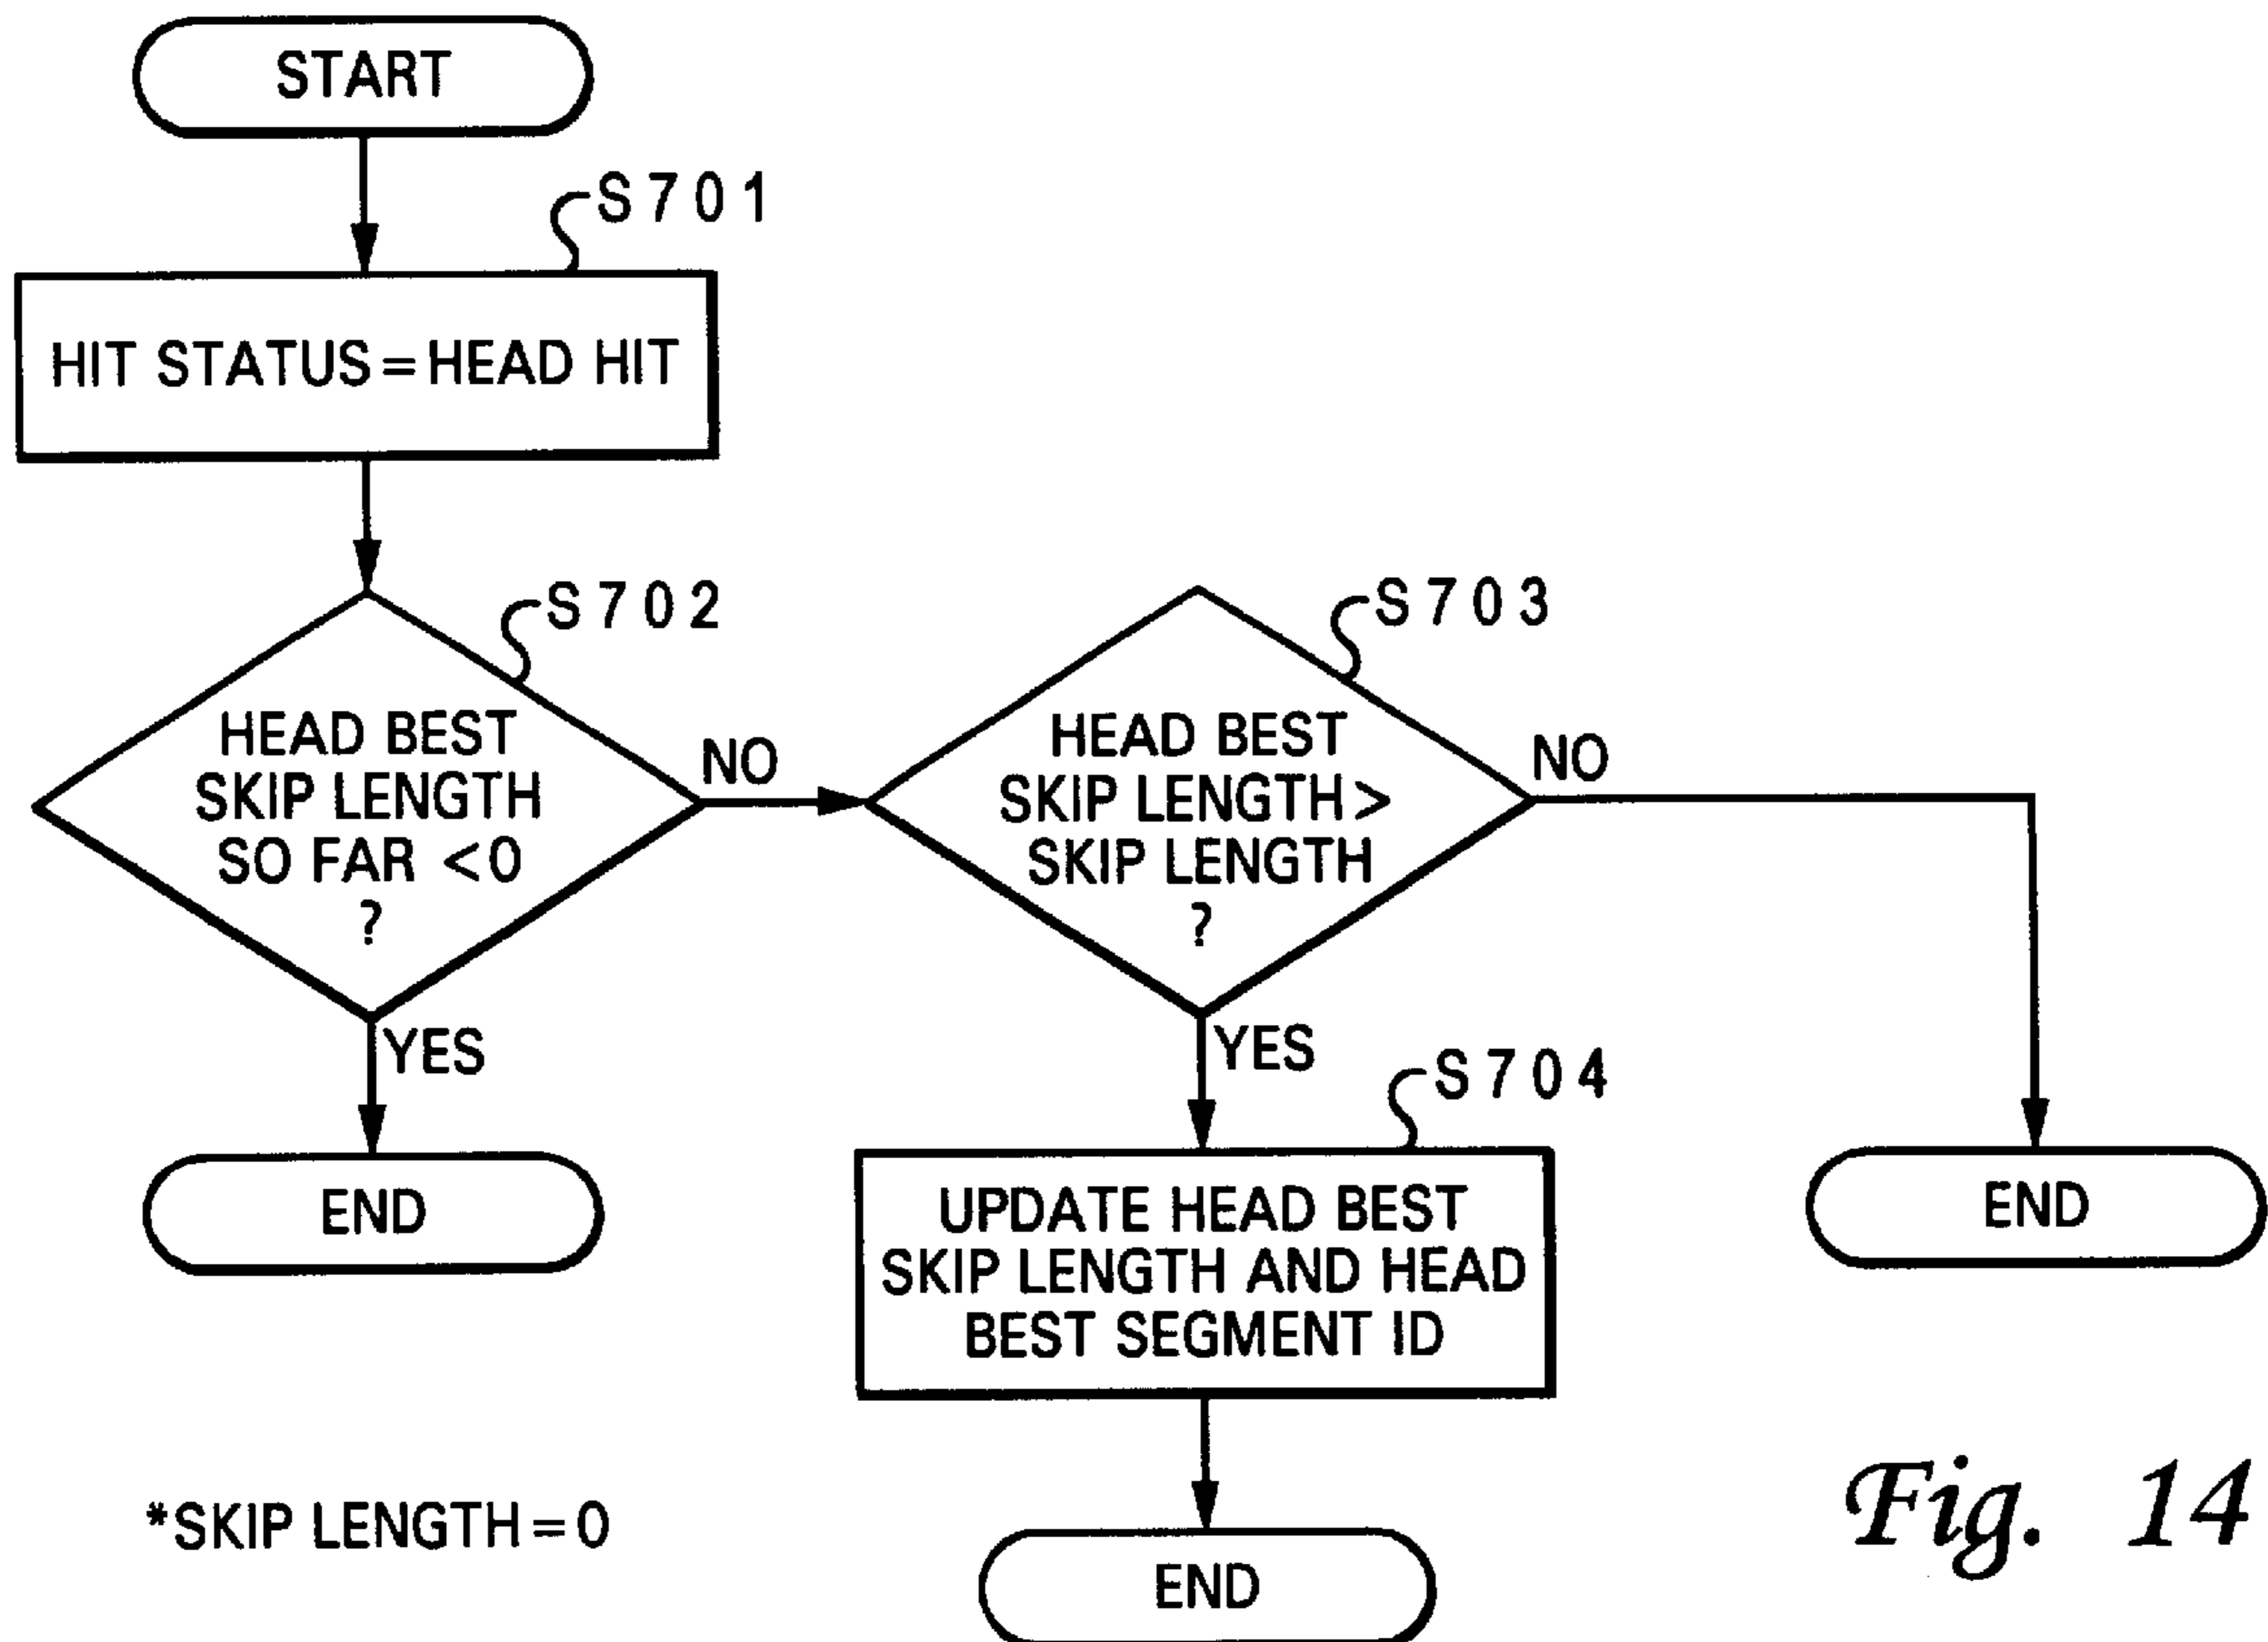 START
S701
HIT STATUS=HEAD HIT
S702
HEAD BEST
SKIP LENGTH
SO FAR <0
?
NO
YES
END
S703
HEAD BEST
SKIP LENGTH>
SKIP LENGTH
?
NO
END
YES
S704
UPDATE HEAD BEST
SKIP LENGTH AND HEAD
BEST SEGMENT ID
END
*SKIP LENGTH=0
Fig. 14